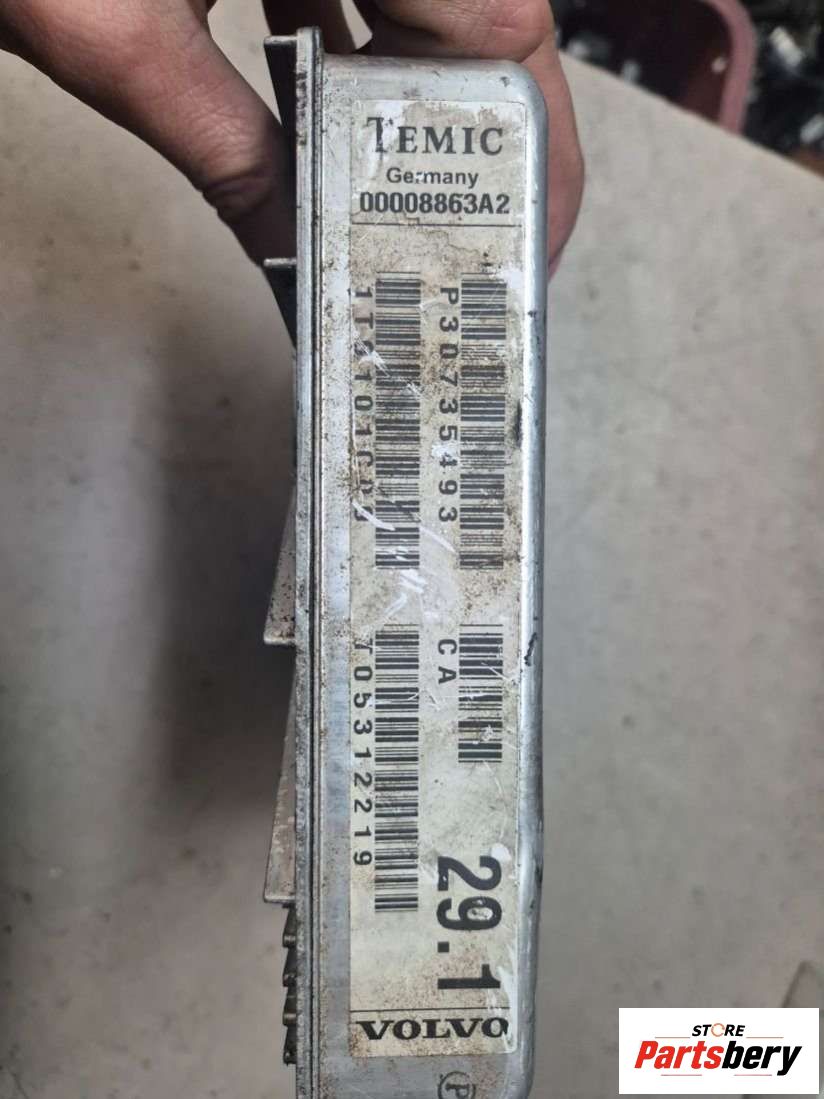 TEMIC
Germany
00008863A2
P30735493
CA
T05312219
29.1
VOLVO
P
STORE
Partsbery